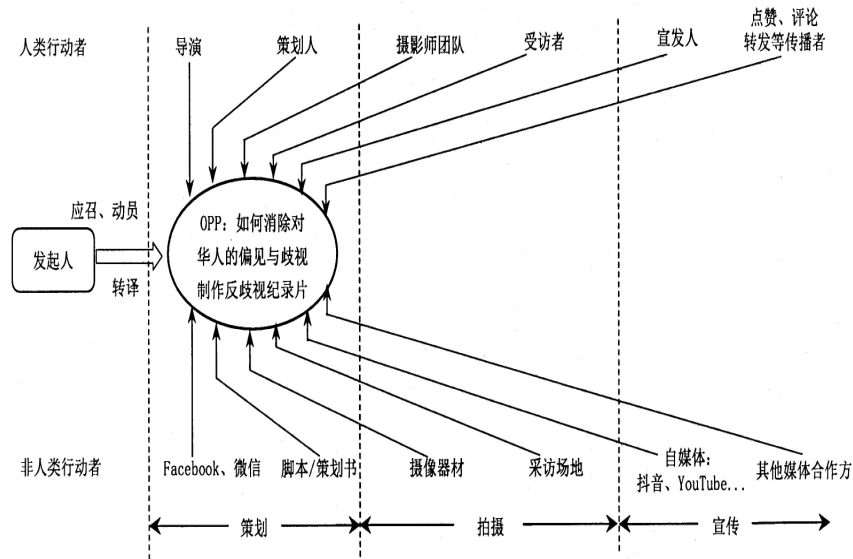 人类行动者
导演
策划人
摄影师团队
受访者
宣发人
点赞、评论
转发等传播者
应召、动员
发起人
转译
OPP：如何消除对
华人的偏见与歧视
制作反歧视纪录片
非人类行动者
Facebook、微信
脚本/策划书
摄像器材
采访场地
自媒体：
抖音、YouTube...
其他媒体合作方
策划
拍摄
宣传